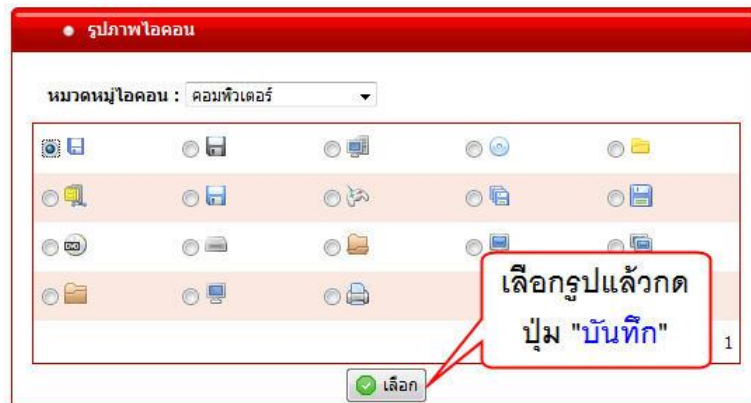 รูปภาพไอคอน
หมวดหมู่ไอคอน : คอมพิวเตอร์
DVD
เลือกรูปแล้วกด
ปุ่ม "บันทึก"
1
เลือก